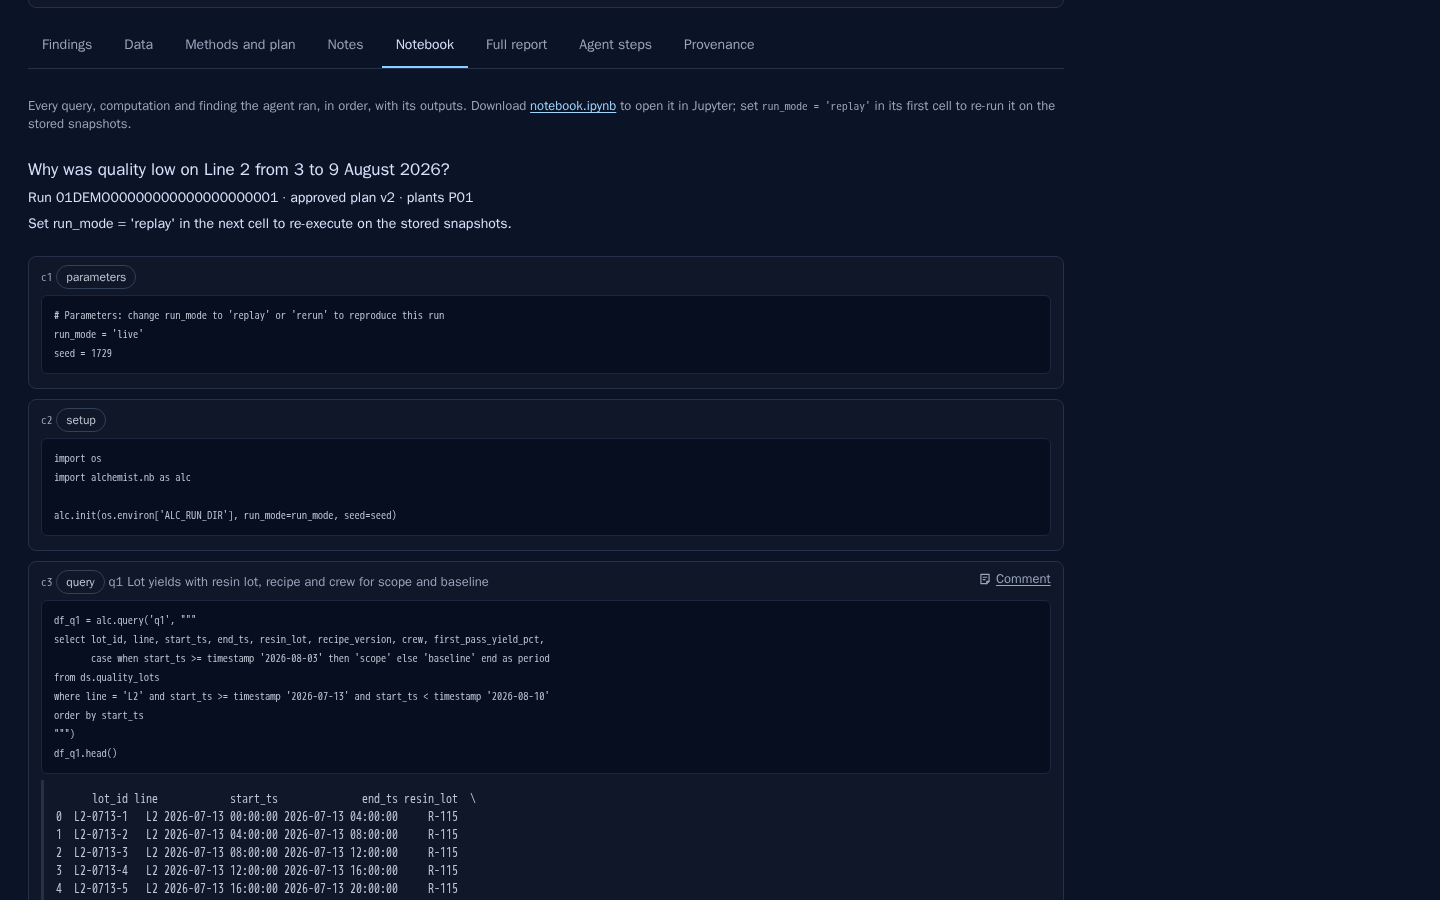 Findings Data Methods and plan Notes Notebook Full report Agent steps Provenance
Every query, computation and finding the agent ran, in order, with its outputs. Download notebook.ipynb to open it in Jupyter; set run_mode = 'replay' in its first cell to re-run it on the
stored snapshots.
Why was quality low on Line 2 from 3 to 9 August 2026?
Run 01DEM0000000000000000000001 · approved plan v2 · plants P01
Set run_mode = 'replay' in the next cell to re-execute on the stored snapshots.
c1 parameters
# Parameters: change run_mode to 'replay' or 'rerun' to reproduce this run
run_mode = 'live'
seed = 1729
c2 setup
import os
import alchemist.nb as alc
alc.init(os.environ['ALC_RUN_DIR'], run_mode=run_mode, seed=seed)
c3 query q1 Lot yields with resin lot, recipe and crew for scope and baseline Comment
df_q1 = alc.query('q1', """
select lot_id, line, start_ts, end_ts, resin_lot, recipe_version, crew, first_pass_yield_pct,
case when start_ts >= timestamp '2026-08-03' then 'scope' else 'baseline' end as period
from ds.quality_lots
where line = 'L2' and start_ts >= timestamp '2026-07-13' and start_ts < timestamp '2026-08-10'
order by start_ts
""")
df_q1.head()
lot_id line start_ts end_ts resin_lot \
0 L2-0713-1 L2 2026-07-13 00:00:00 2026-07-13 04:00:00 R-115
1 L2-0713-2 L2 2026-07-13 04:00:00 2026-07-13 08:00:00 R-115
2 L2-0713-3 L2 2026-07-13 08:00:00 2026-07-13 12:00:00 R-115
3 L2-0713-4 L2 2026-07-13 12:00:00 2026-07-13 16:00:00 R-115
4 L2-0713-5 L2 2026-07-13 16:00:00 2026-07-13 20:00:00 R-115